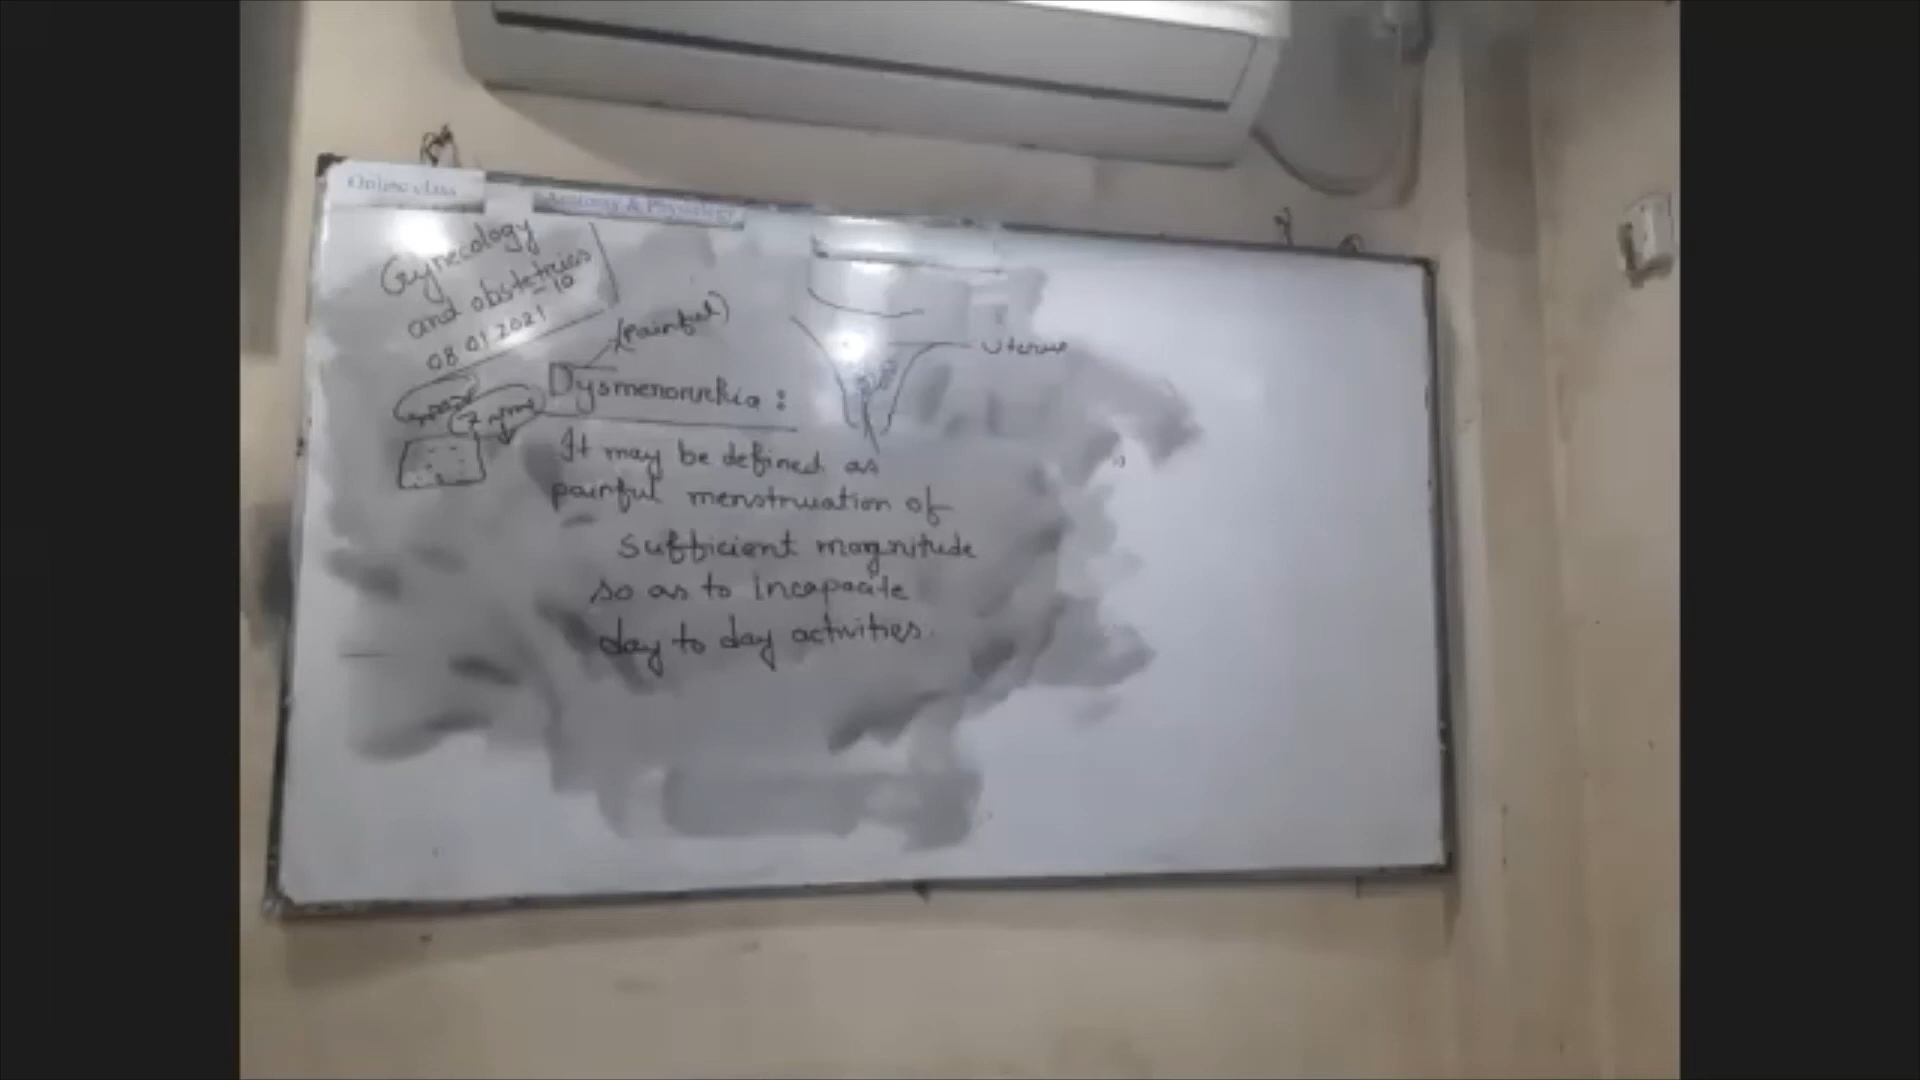 Online class
Anatomy & Physiology
Gynecology
and obstetrics
- 10
08.01.2021
(Painful)
Dysmenorrhia :
Uterus
It may be defined as
painful menstruation of
sufficient magnitude
so as to incapacite
day to day activities.